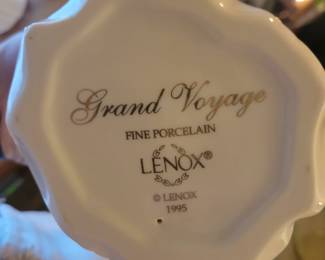 Grand Voyage
FINE PORCELAIN
LENOX®
© LENOX
1995